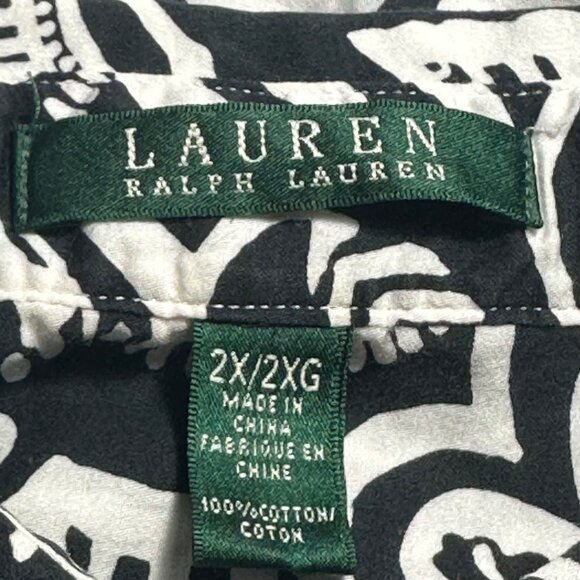 LAUREN
RALPH LAUREN
2X/2XG
MADE IN
CHINA
FABRIQUE EN
CHINE
100%COTTON/
COTON